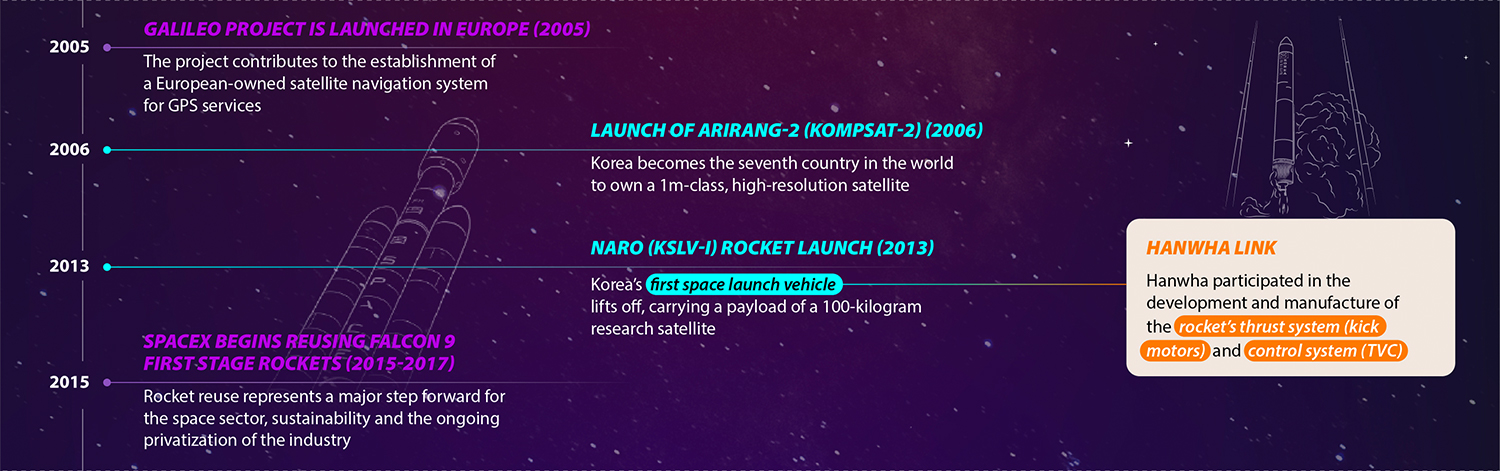 GALILEO PROJECT IS LAUNCHED IN EUROPE (2005)
2005
The project contributes to the establishment of
a European-owned satellite navigation system
for GPS services
LAUNCH OF ARIRANG-2 (KOMPSAT-2) (2006)
2006
Korea becomes the seventh country in the world
to own a 1m-class, high-resolution satellite
NARO (KSLV-I) ROCKET LAUNCH (2013)
2013
Korea's first space launch vehicle
lifts off, carrying a payload of a 100-kilogram
research satellite
HANWHA LINK
Hanwha participated in the
development and manufacture of
the rocket's thrust system (kick
motors) and control system (TVC)
SPACEX BEGINS REUSING FALCON 9
FIRST-STAGE ROCKETS (2015-2017)
2015
Rocket reuse represents a major step forward for
the space sector, sustainability and the ongoing
privatization of the industry